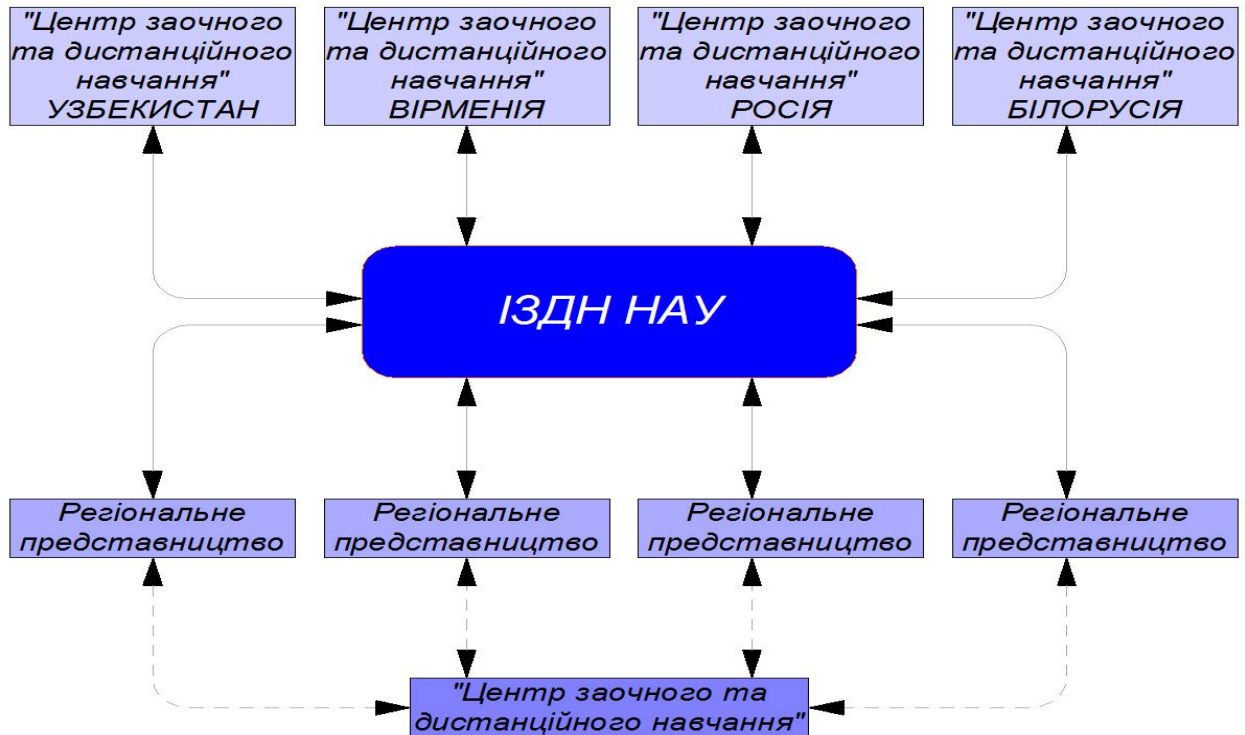 "Центр заочного
та дистанційного
навчання"
УЗБЕКИСТАН
"Центр заочного
та дистанційного
навчання"
ВІРМЕНІЯ
"Центр заочного
та дистанційного
навчання"
РОСІЯ
"Центр заочного
та дистанційного
навчання"
БІЛОРУСІЯ
ІЗДН НАУ
Регіональне
представництво
Регіональне
представництво
Регіональне
представництво
Регіональне
представництво
"Центр заочного та
дистанційного навчання"